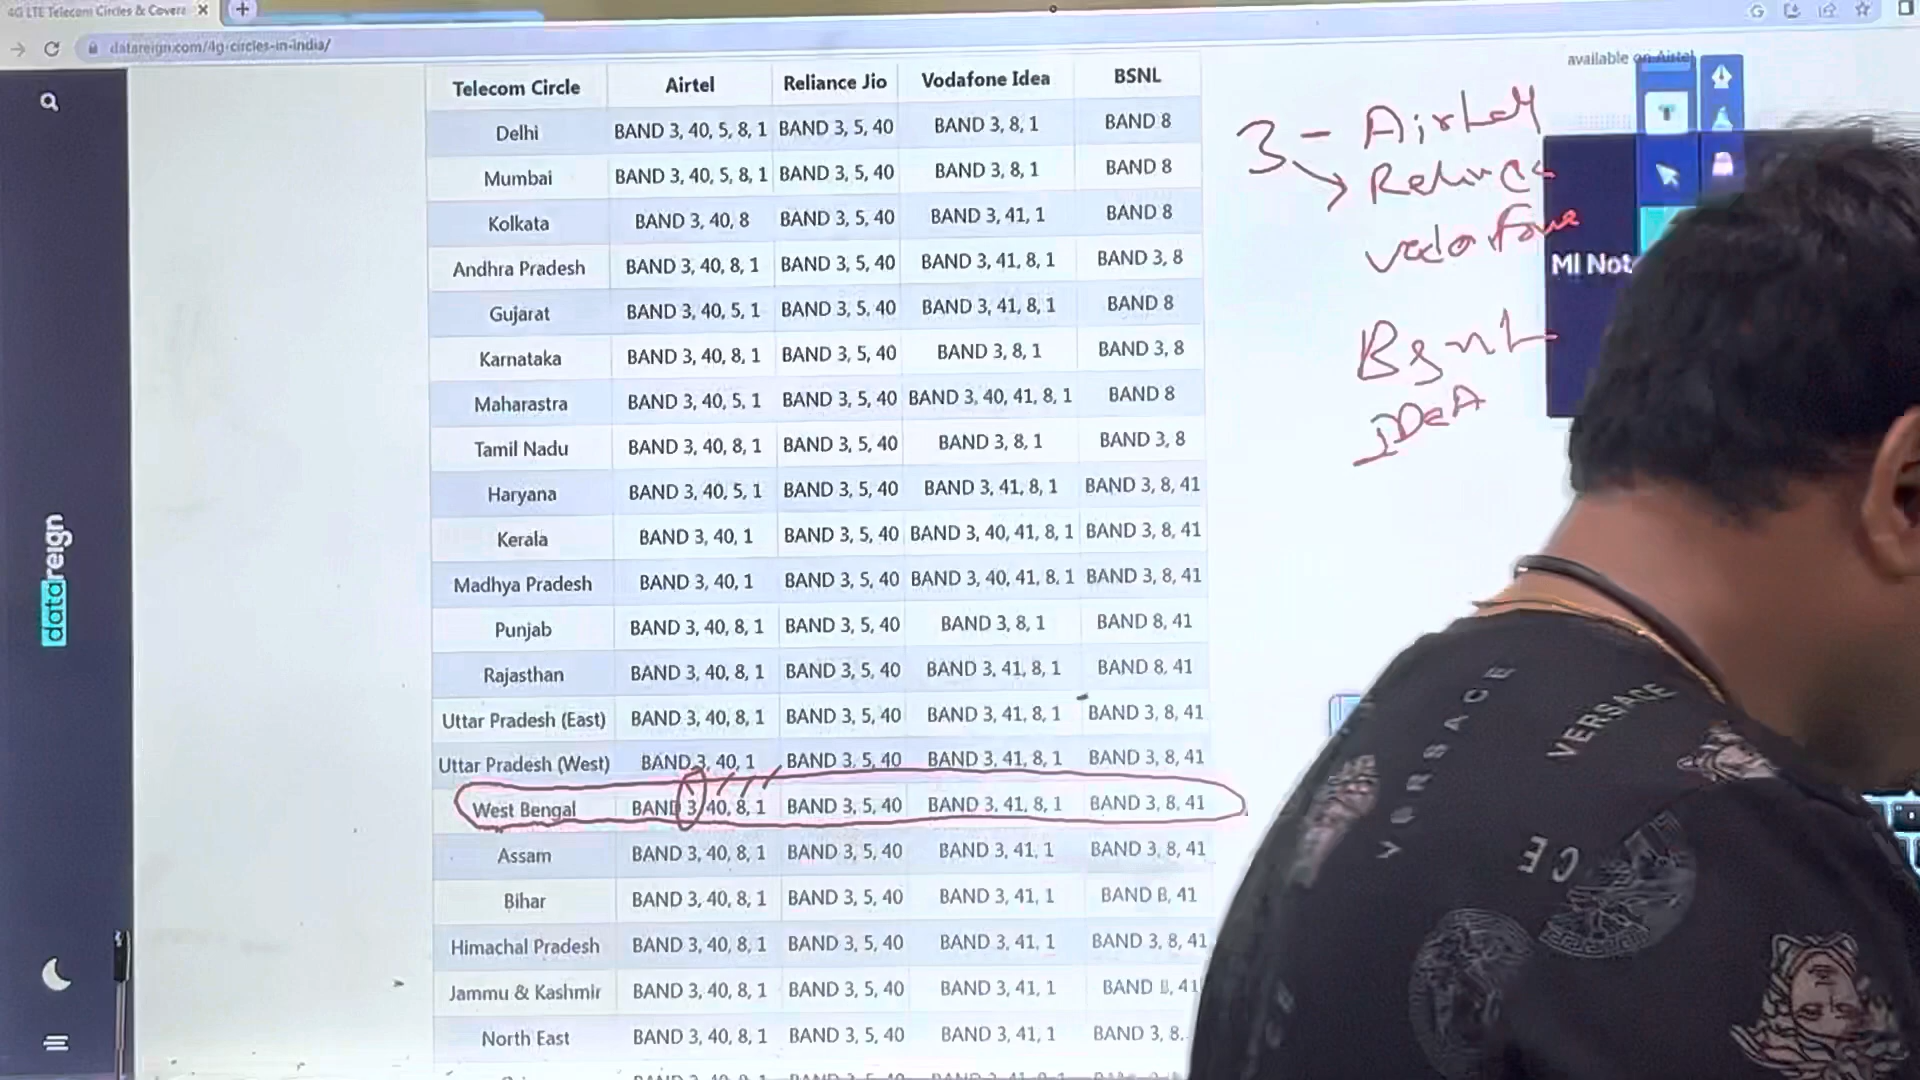 4G LTE Telecom Circles & Covera
datareign.com/4g-circles-in-india/
available on Airtel
Telecom Circle Airtel Reliance Jio Vodafone Idea BSNL
Delhi BAND 3, 40, 5, 8, 1 BAND 3, 5, 40 BAND 3, 8, 1 BAND 8
Mumbai BAND 3, 40, 5, 8, 1 BAND 3, 5, 40 BAND 3, 8, 1 BAND 8
Kolkata BAND 3, 40, 8 BAND 3, 5, 40 BAND 3, 41, 1 BAND 8
Andhra Pradesh BAND 3, 40, 8, 1 BAND 3, 5, 40 BAND 3, 41, 8, 1 BAND 3, 8
Gujarat BAND 3, 40, 5, 1 BAND 3, 5, 40 BAND 3, 41, 8, 1 BAND 8
Karnataka BAND 3, 40, 8, 1 BAND 3, 5, 40 BAND 3, 8, 1 BAND 3, 8
Maharastra BAND 3, 40, 5, 1 BAND 3, 5, 40 BAND 3, 40, 41, 8, 1 BAND 8
Tamil Nadu BAND 3, 40, 8, 1 BAND 3, 5, 40 BAND 3, 8, 1 BAND 3, 8
Haryana BAND 3, 40, 5, 1 BAND 3, 5, 40 BAND 3, 41, 8, 1 BAND 3, 8, 41
Kerala BAND 3, 40, 1 BAND 3, 5, 40 BAND 3, 40, 41, 8, 1 BAND 3, 8, 41
Madhya Pradesh BAND 3, 40, 1 BAND 3, 5, 40 BAND 3, 40, 41, 8, 1 BAND 3, 8, 41
Punjab BAND 3, 40, 8, 1 BAND 3, 5, 40 BAND 3, 8, 1 BAND 8, 41
Rajasthan BAND 3, 40, 8, 1 BAND 3, 5, 40 BAND 3, 41, 8, 1 BAND 8, 41
Uttar Pradesh (East) BAND 3, 40, 8, 1 BAND 3, 5, 40 BAND 3, 41, 8, 1 BAND 3, 8, 41
Uttar Pradesh (West) BAND 3, 40, 1 BAND 3, 5, 40 BAND 3, 41, 8, 1 BAND 3, 8, 41
West Bengal BAND 3, 40, 8, 1 BAND 3, 5, 40 BAND 3, 41, 8, 1 BAND 3, 8, 41
Assam BAND 3, 40, 8, 1 BAND 3, 5, 40 BAND 3, 41, 1 BAND 3, 8, 41
Bihar BAND 3, 40, 8, 1 BAND 3, 5, 40 BAND 3, 41, 1 BAND 8, 41
Himachal Pradesh BAND 3, 40, 8, 1 BAND 3, 5, 40 BAND 3, 41, 1 BAND 3, 8, 41
Jammu & Kashmir BAND 3, 40, 8, 1 BAND 3, 5, 40 BAND 3, 41, 1 BAND 8, 41
North East BAND 3, 40, 8, 1 BAND 3, 5, 40 BAND 3, 41, 1 BAND 3, 8,
datareign
3 - Airtel
Vodofone
Bsnl
IDeA
MI Not
VERSACE
VERSACE
CE